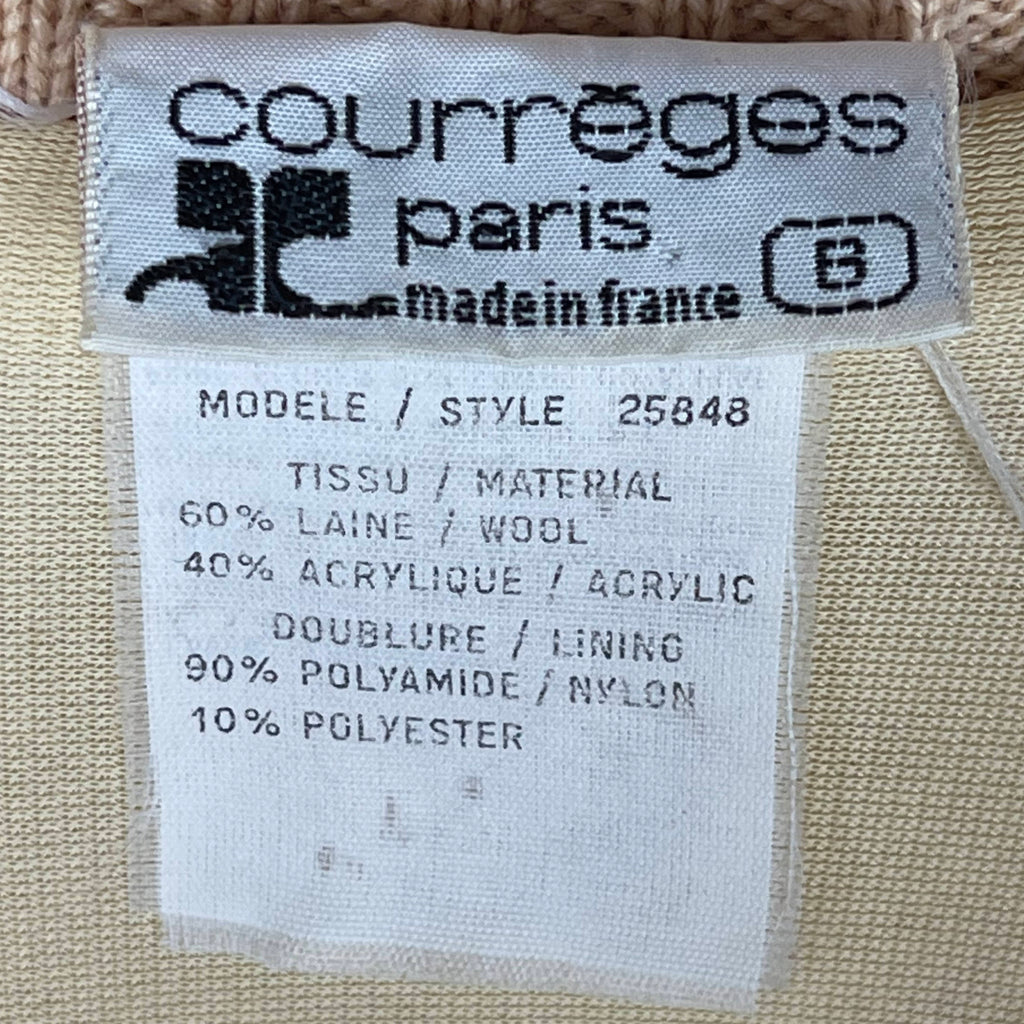 courrèges
paris
made in france B
MODELE / STYLE 25848
TISSU / MATERIAL
60% LAINE / WOOL
40% ACRYLIQUE / ACRYLIC
DOUBLURE / LINING
90% POLYAMIDE / NYLON
10% POLYESTER